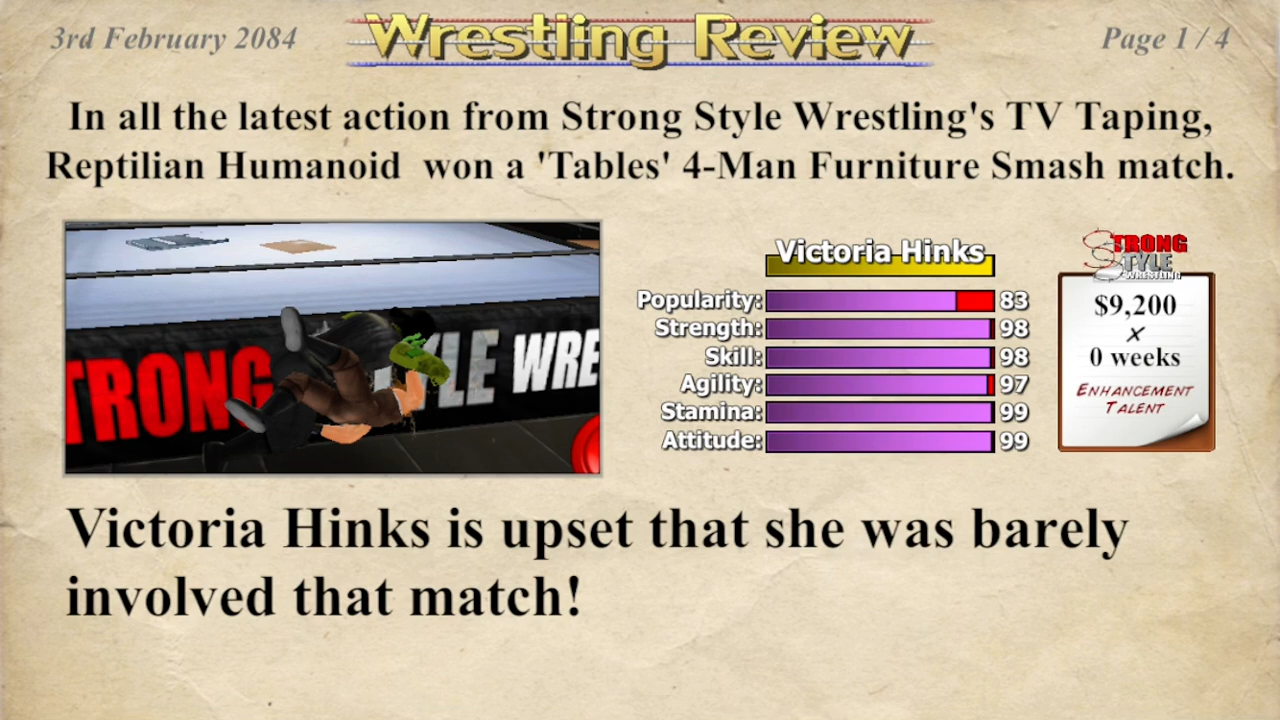 3rd February 2084
Wrestling Review
Page 1 / 4
In all the latest action from Strong Style Wrestling's TV Taping,
Reptilian Humanoid won a 'Tables' 4-Man Furniture Smash match.
TRONG YLE WRE
Victoria Hinks
Popularity: 83
Strength: 98
Skill: 98
Agility: 97
Stamina: 99
Attitude: 99
STRONG
STYLE
WRESTLING
$9,200
x
0 weeks
ENHANCEMENT
TALENT
Victoria Hinks is upset that she was barely
involved that match!